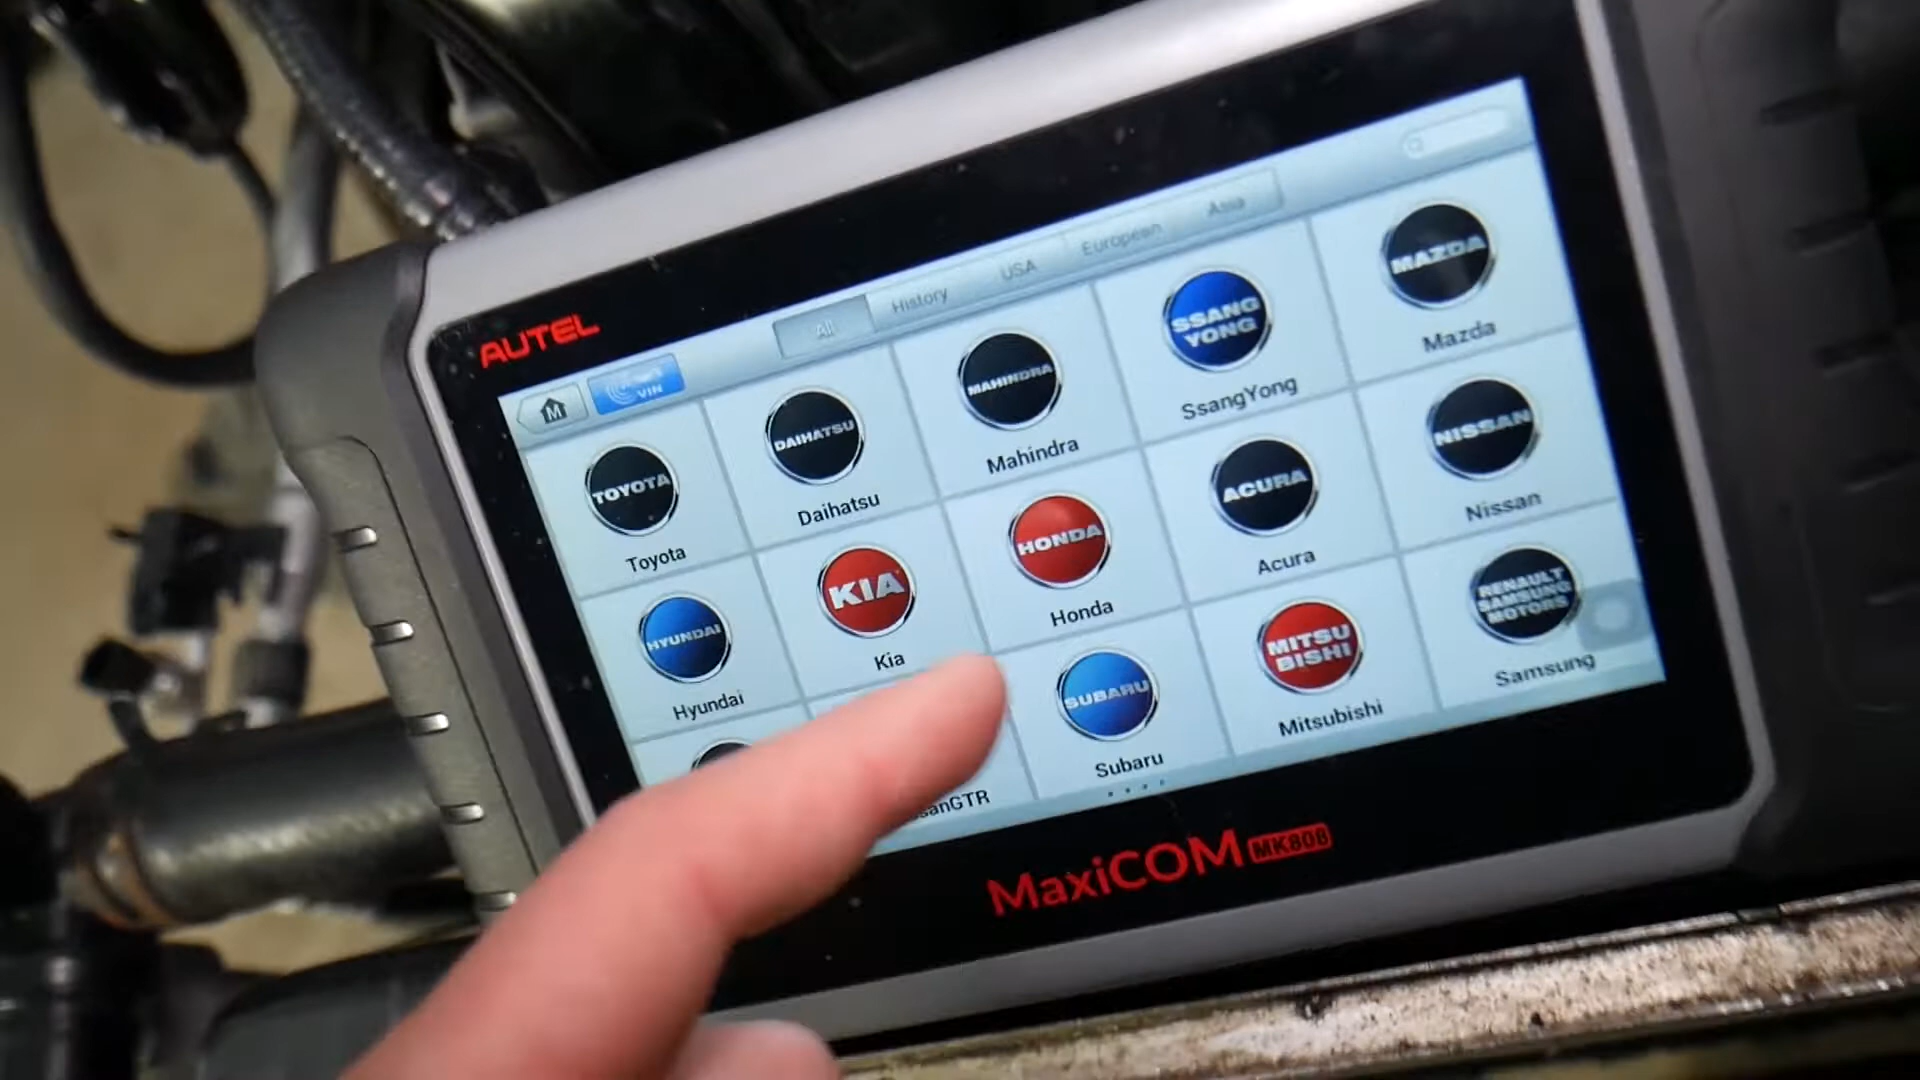 AUTEL
M
VIN
All
History
USA
European
Asia
TOYOTA
Toyota
DAIHATSU
Daihatsu
MAHINDRA
Mahindra
SSANG
YONG
SsangYong
MAZDA
Mazda
HYUNDAI
Hyundai
KIA
Kia
HONDA
Honda
ACURA
Acura
NISSAN
Nissan
sanGTR
SUBARU
Subaru
MITSU
BISHI
Mitsubishi
RENAULT
SAMSUNG
MOTORS
Samsung
MaxiCOM MK808